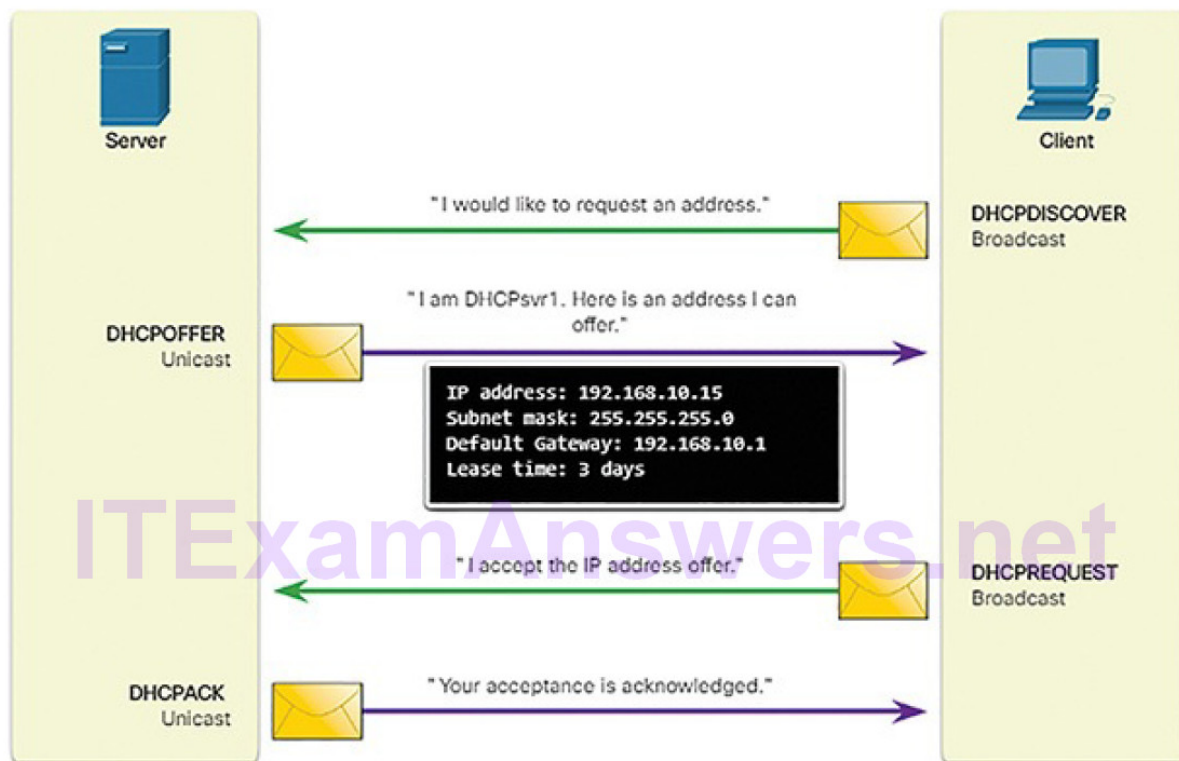 Server
Client
"I would like to request an address."
DHCPDISCOVER
Broadcast
"I am DHCPsvr1. Here is an address I can
offer."
DHCPOFFER
Unicast
IP address: 192.168.10.15
Subnet mask: 255.255.255.0
Default Gateway: 192.168.10.1
Lease time: 3 days
ITExamAnswers.net
"I accept the IP address offer."
DHCPREQUEST
Broadcast
"Your acceptance is acknowledged."
DHCPACK
Unicast